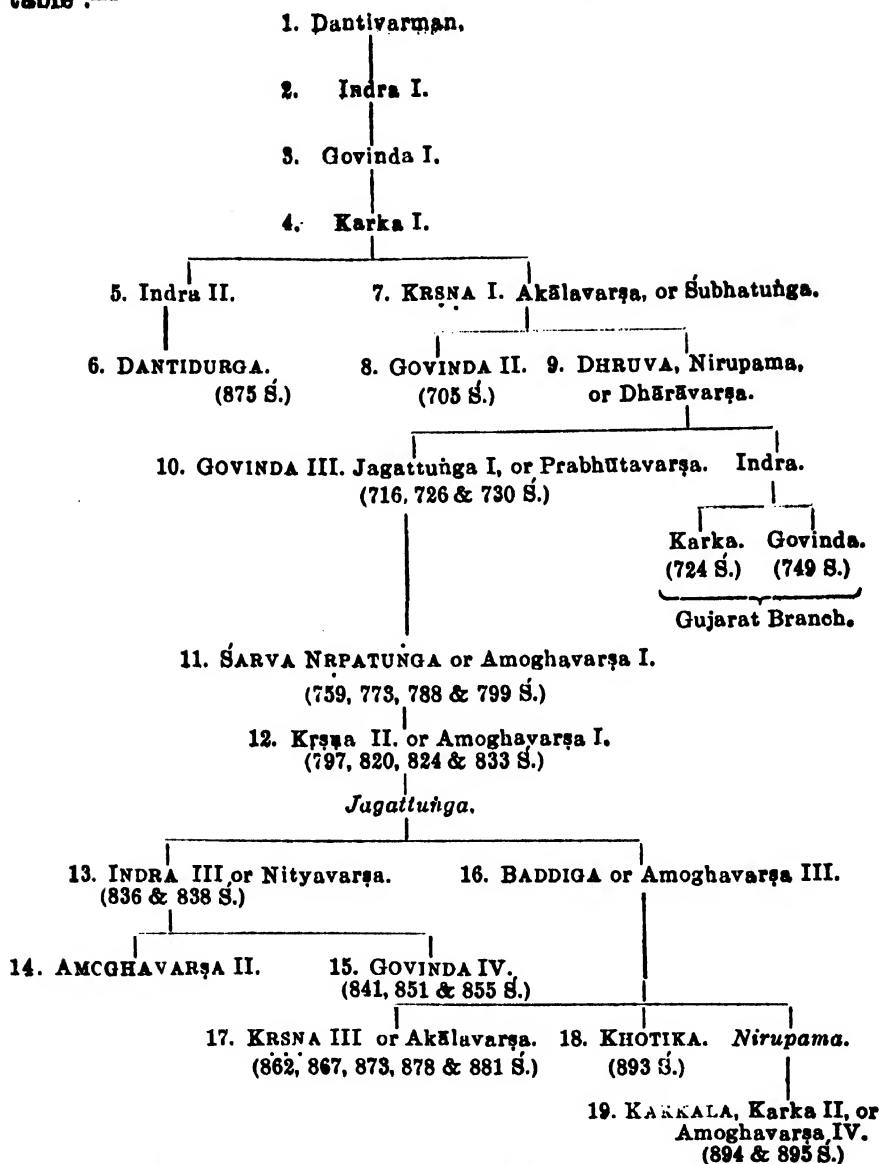 table :—
1. Dantivarman.
2. Indra I.
3. Govinda I.
4. Karka I.
5. Indra II. 7. KRṢNA I. Akālavarṣa, or Śubhatuṅga.
6. DANTIDURGA. 8. GOVINDA II. 9. DHRUVA, Nirupama,
(875 Ś.) (705 Ś.) or Dhārāvarṣa.
10. GOVINDA III. Jagattuṅga I, or Prabhūtavarṣa. Indra.
(716, 726 & 730 Ś.)
Karka. Govinda.
(724 Ś.) (749 S.)
Gujarat Branch.
11. ŚARVA NṚPATUṄGA or Amoghavarṣa I.
(759, 773, 788 & 799 Ś.)
12. Kṛṣṇa II. or Amoghavarṣa I.
(797, 820, 824 & 833 Ś.)
Jagattuṅga.
13. INDRA III or Nityavarṣa. 16. BADDIGA or Amoghavarṣa III.
(836 & 838 Ś.)
14. AMCGHAVARṣA II. 15. GOVINDA IV.
(841, 851 & 855 Ś.)
17. KṚṢNA III or Akālavarṣa. 18. KHOTIKA. Nirupama.
(862, 867, 873, 878 & 881 Ś.) (893 Ś.)
19. KAKKALA, Karka II, or
Amoghavarṣa IV.
(894 & 895 Ś.)